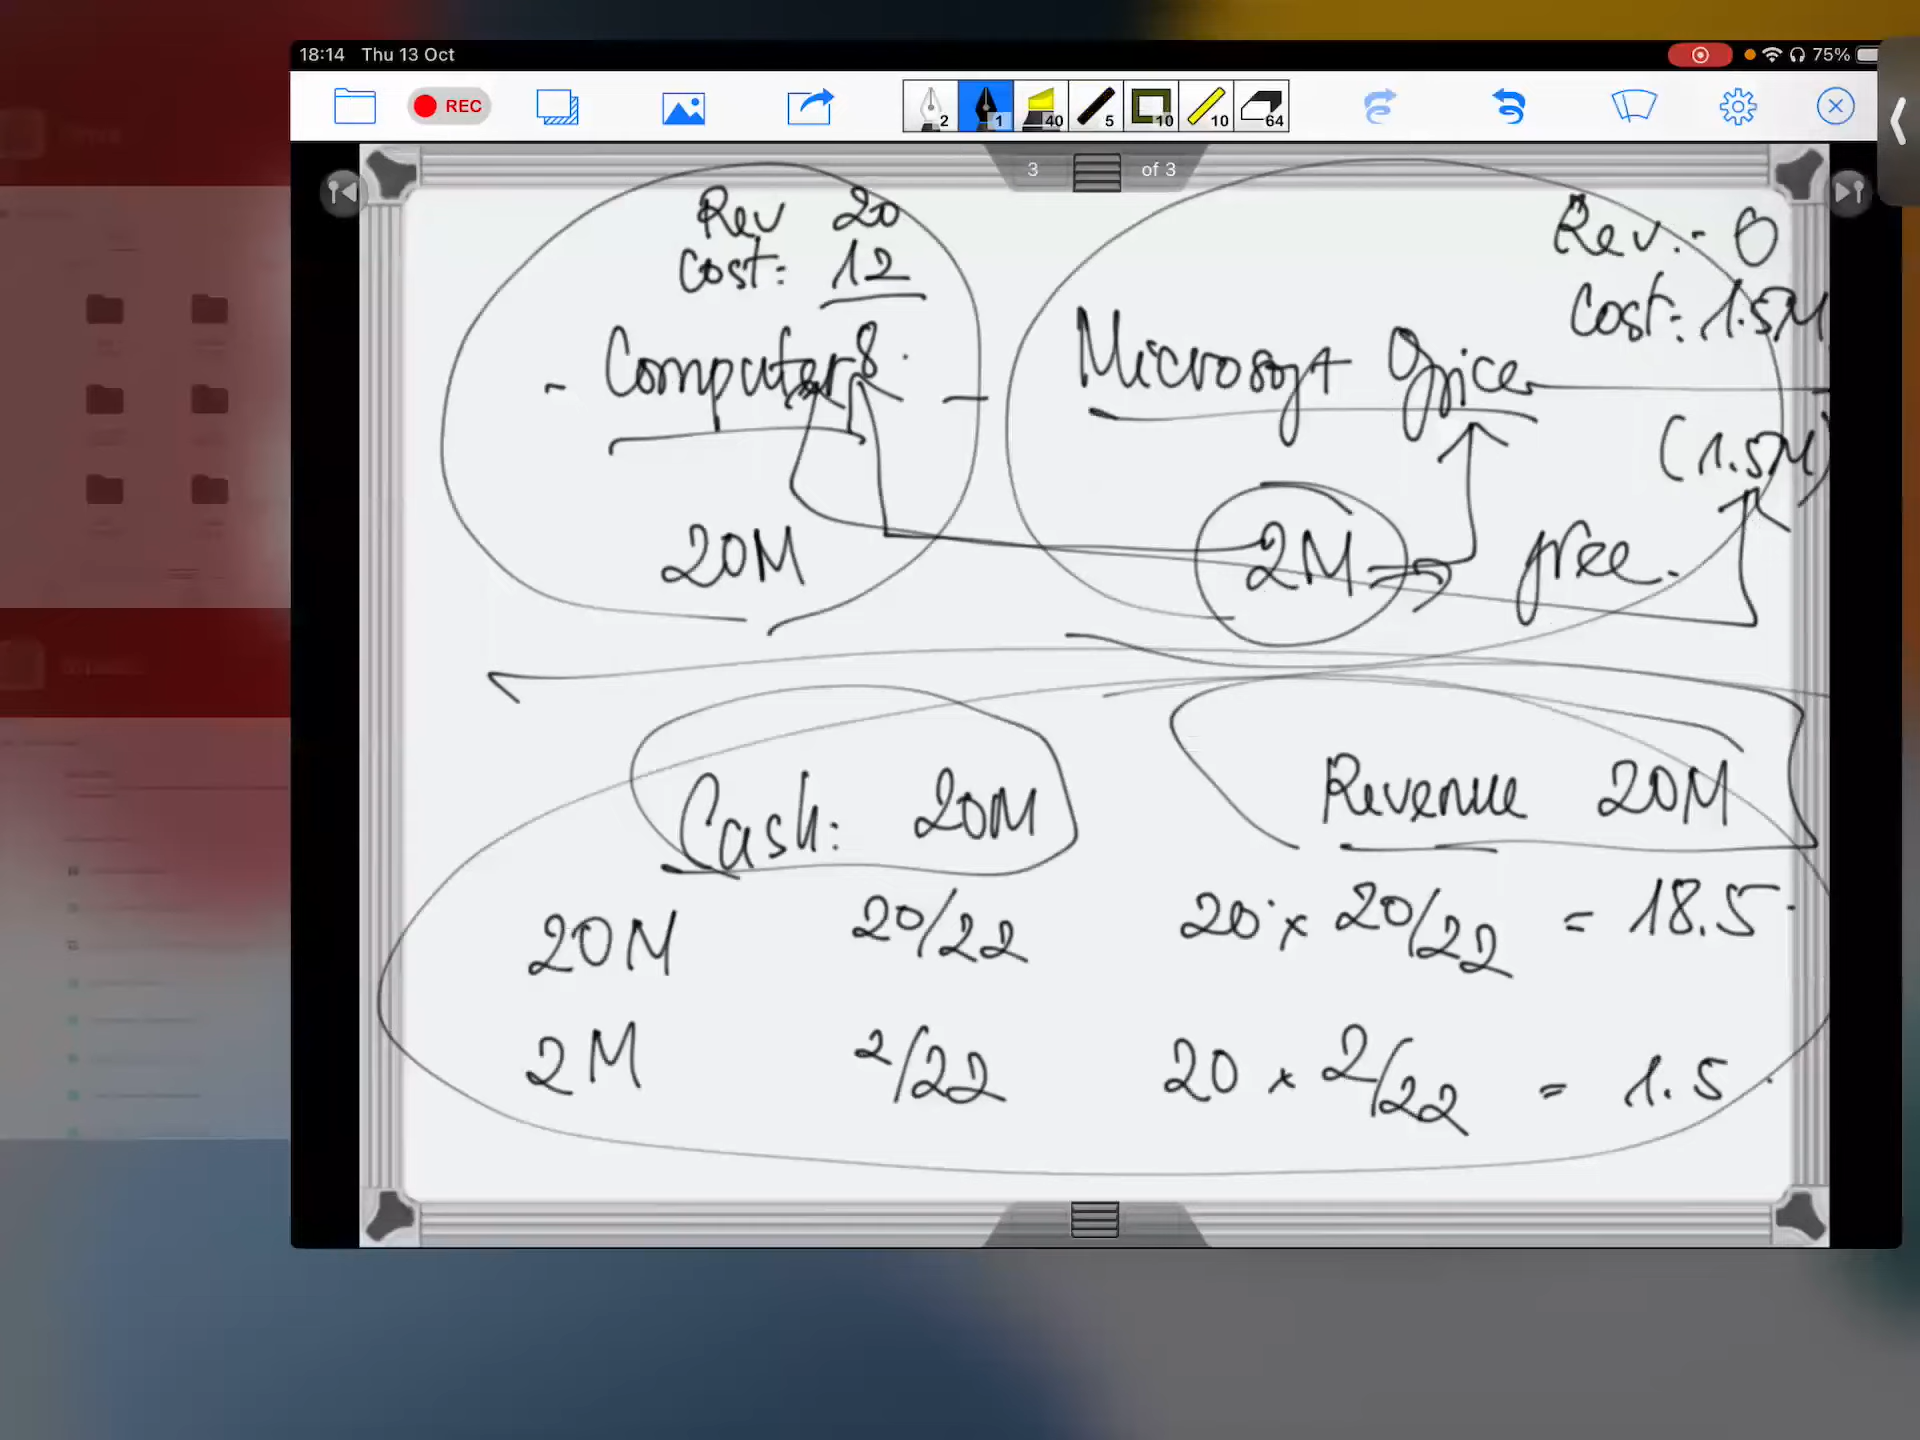 18:14 Thu 13 Oct
75%
REC
2 1 40 5 10 10 64
3 of 3
Rev 20
Cost: 12
8
Rev.- 0
Cost: 1.5M
(1.5M)
- Computer
- Microsoft Office
20M
2M → free.
Cash: 20M
Revenue 20M
20M 20/22 20 × 20/22 = 18.5
2M 2/22 20 × 2/22 = 1.5